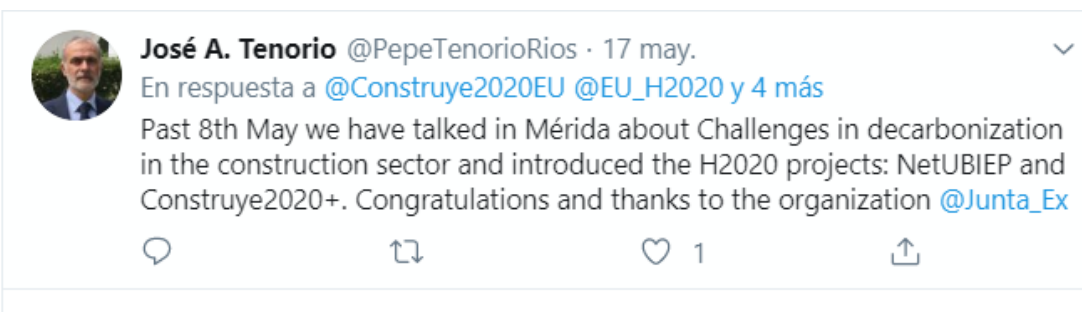 José A. Tenorio @PepeTenorioRios · 17 may.
En respuesta a @Construye2020EU @EU_H2020 y 4 más
Past 8th May we have talked in Mérida about Challenges in decarbonization
in the construction sector and introduced the H2020 projects: NetUBIEP and
Construye2020+. Congratulations and thanks to the organization @Junta_Ex
1